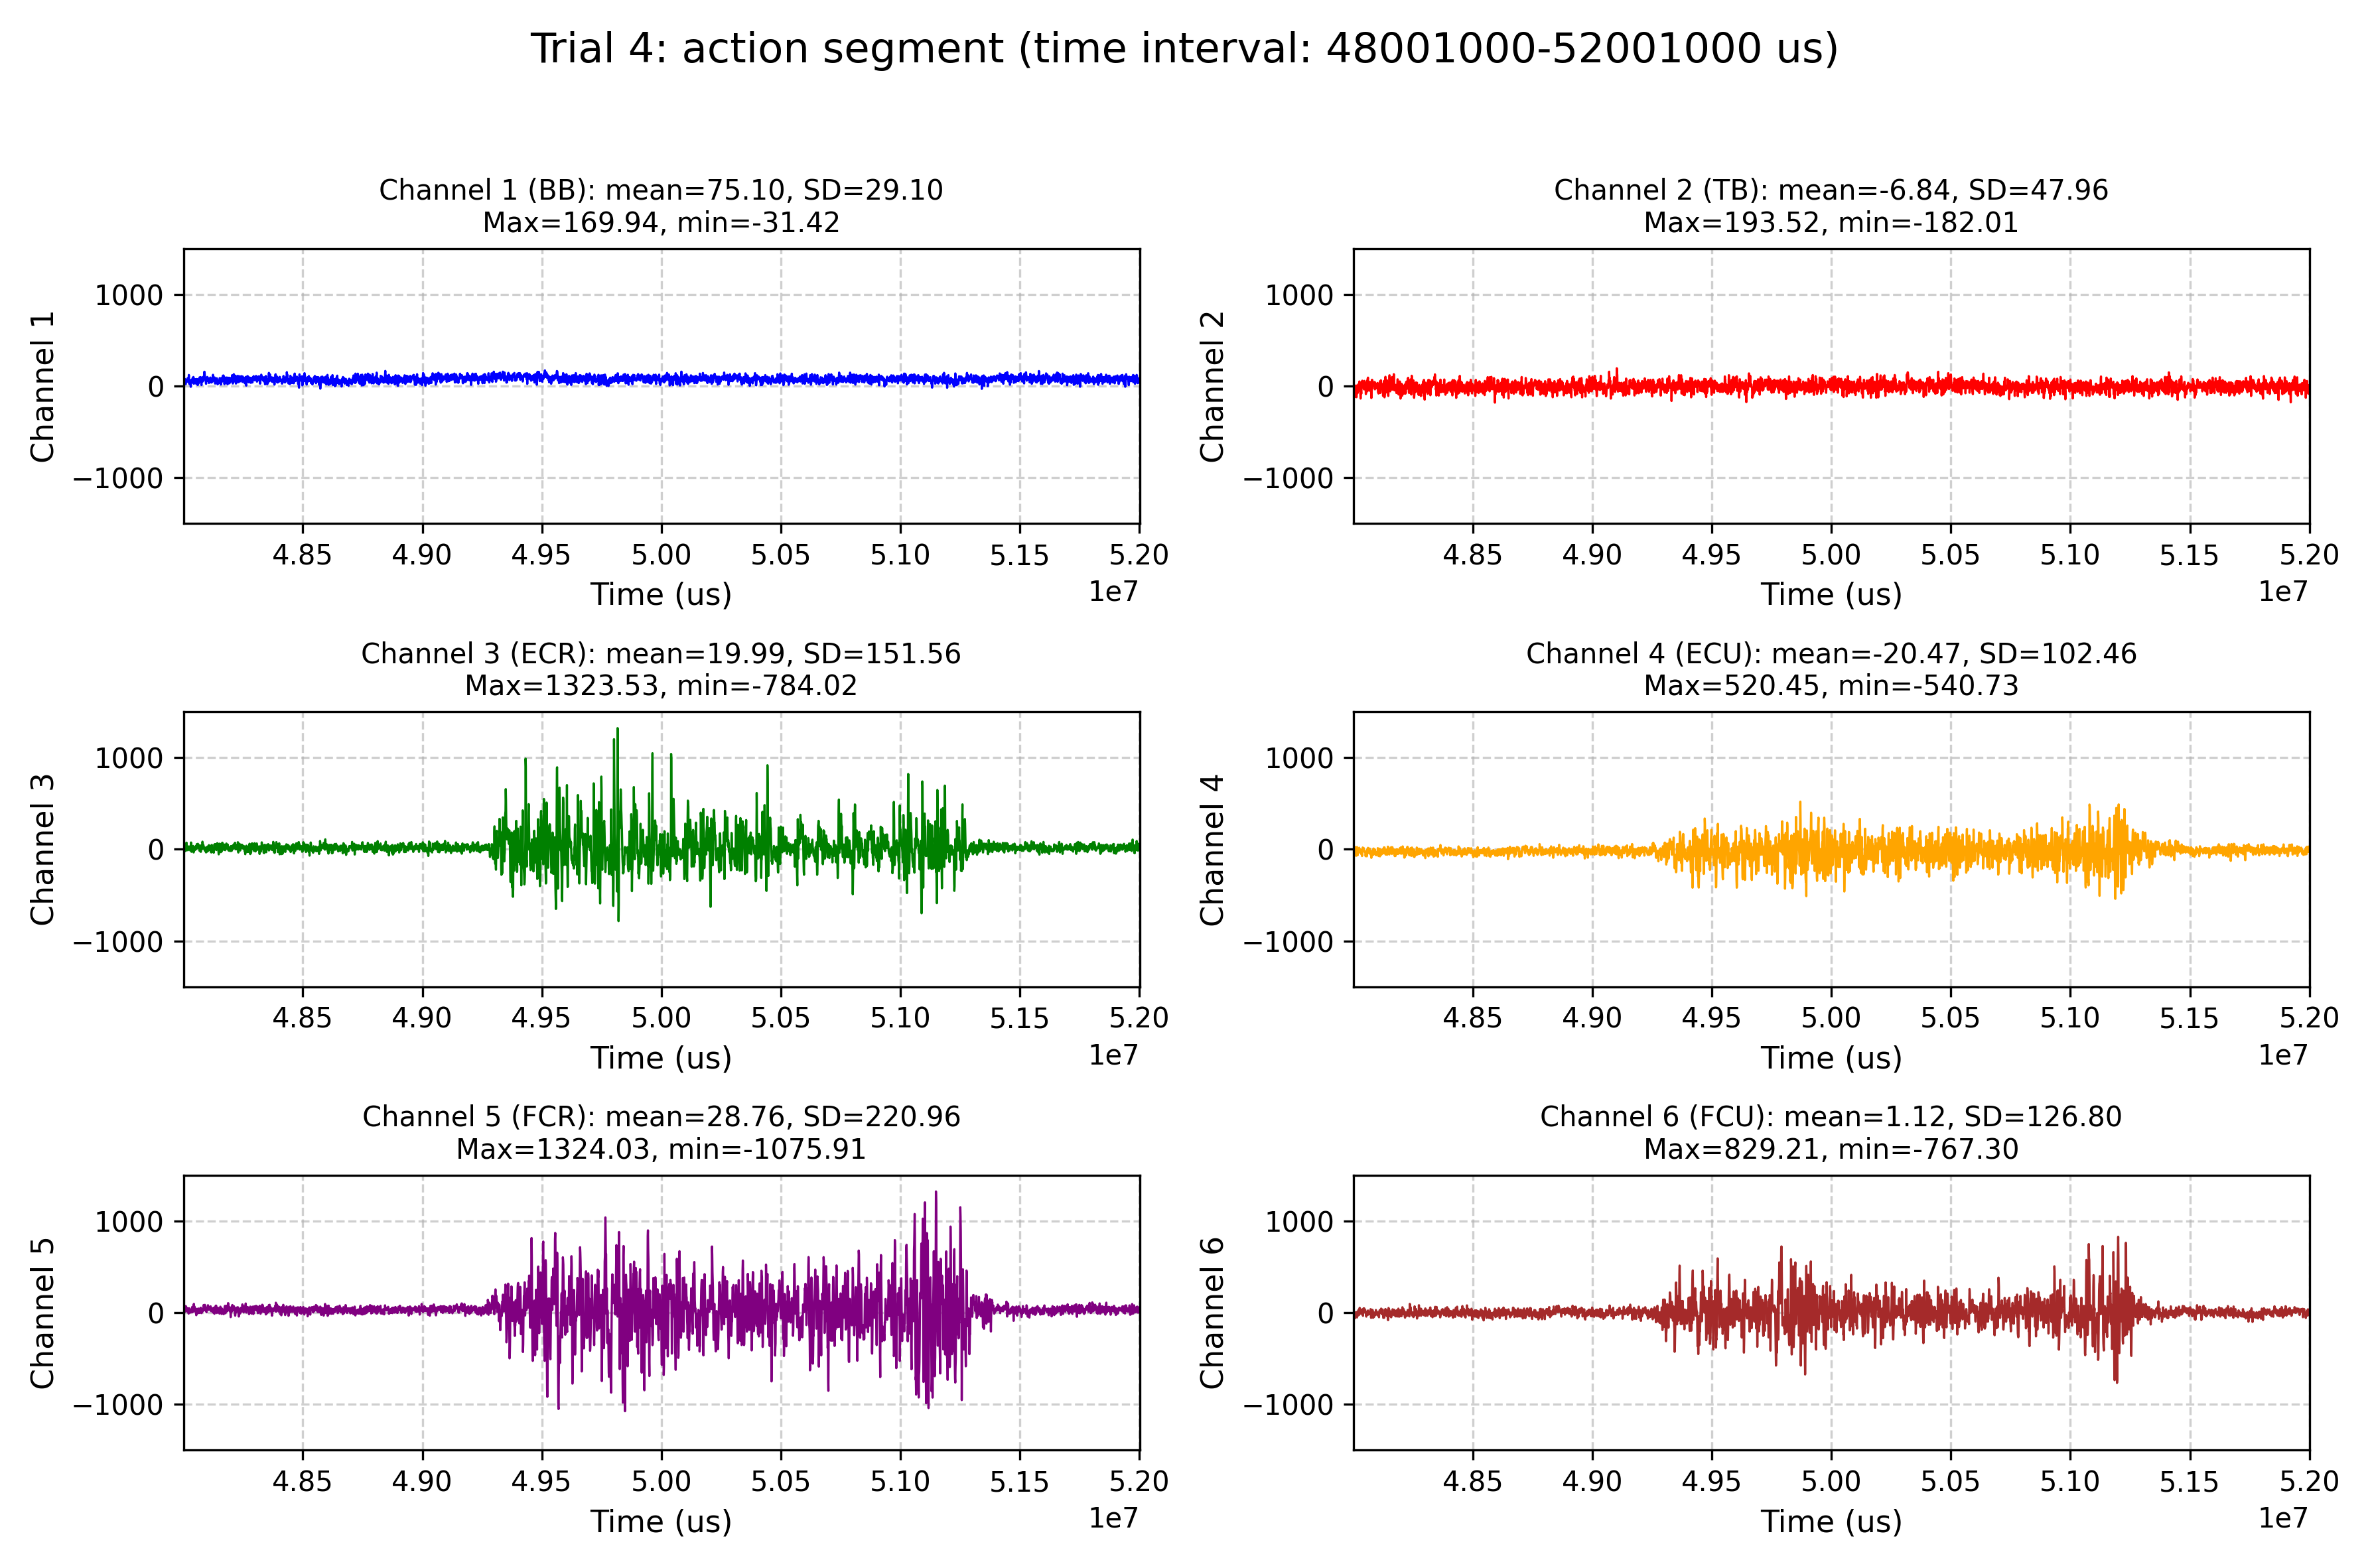 Trial 4: action segment (time interval: 48001000-52001000 us)
Channel 1 (BB): mean=75.10, SD=29.10
Max=169.94, min=-31.42
Channel 1
1000
0
−1000
4.85 4.90 4.95 5.00 5.05 5.10 5.15 5.20
Time (us)
1e7
Channel 2 (TB): mean=-6.84, SD=47.96
Max=193.52, min=-182.01
Channel 2
1000
0
−1000
4.85 4.90 4.95 5.00 5.05 5.10 5.15 5.20
Time (us)
1e7
Channel 3 (ECR): mean=19.99, SD=151.56
Max=1323.53, min=-784.02
Channel 3
1000
0
−1000
4.85 4.90 4.95 5.00 5.05 5.10 5.15 5.20
Time (us)
1e7
Channel 4 (ECU): mean=-20.47, SD=102.46
Max=520.45, min=-540.73
Channel 4
1000
0
−1000
4.85 4.90 4.95 5.00 5.05 5.10 5.15 5.20
Time (us)
1e7
Channel 5 (FCR): mean=28.76, SD=220.96
Max=1324.03, min=-1075.91
Channel 5
1000
0
−1000
4.85 4.90 4.95 5.00 5.05 5.10 5.15 5.20
Time (us)
1e7
Channel 6 (FCU): mean=1.12, SD=126.80
Max=829.21, min=-767.30
Channel 6
1000
0
−1000
4.85 4.90 4.95 5.00 5.05 5.10 5.15 5.20
Time (us)
1e7